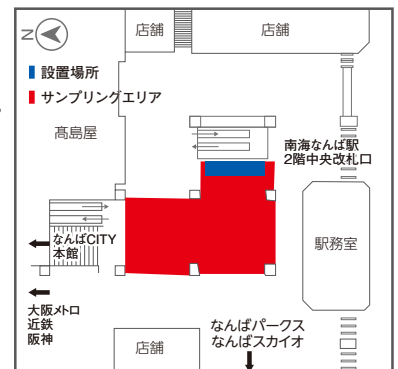 N
店舗
店舗
設置場所
サンプリングエリア
髙島屋
南海なんば駅
2階中央改札口
なんばCITY
本館
駅務室
大阪メトロ
近鉄
阪神
なんばパークス
なんばスカイオ
店舗